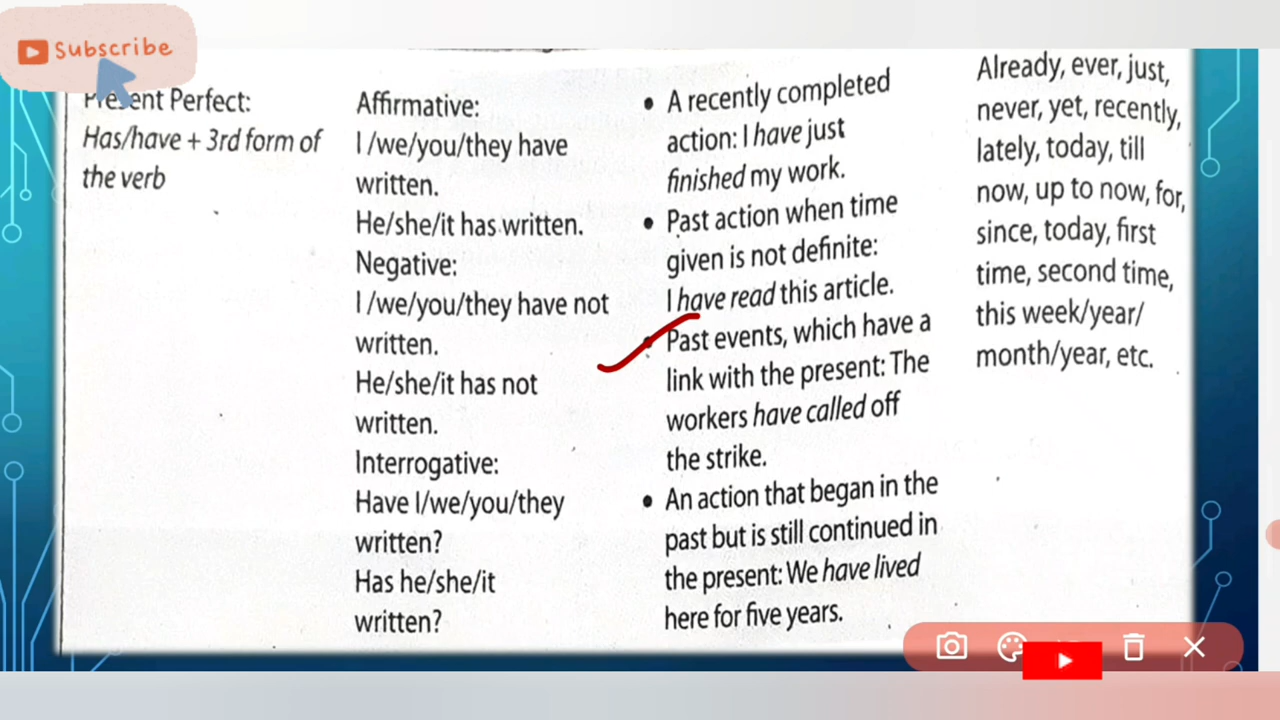 Subscribe
Present Perfect:
Has/have + 3rd form of
the verb
Affirmative:
I /we/you/they have
written.
He/she/it has written.
Negative:
I /we/you/they have not
written.
He/she/it has not
written.
Interrogative:
Have I/we/you/they
written?
Has he/she/it
written?
• A recently completed
action: I have just
finished my work.
• Past action when time
given is not definite:
I have read this article.
• Past events, which have a
link with the present: The
workers have called off
the strike.
• An action that began in the
past but is still continued in
the present: We have lived
here for five years.
Already, ever, just,
never, yet, recently,
lately, today, till
now, up to now, for,
since, today, first
time, second time,
this week/year/
month/year, etc.